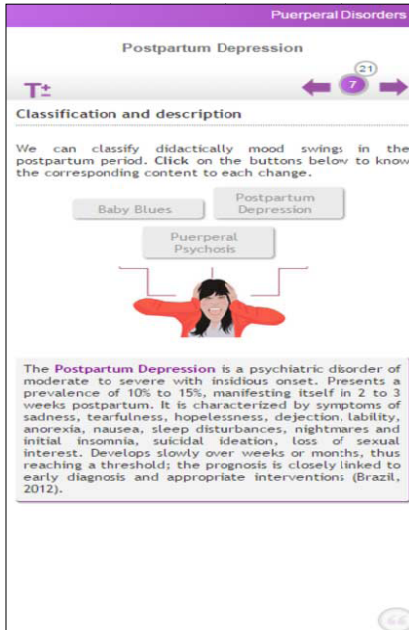 Puerperal Disorders
Postpartum Depression
T±
21
7
Classification and description
We can classify didactically mood swings in the
postpartum period. Click on the buttons below to know
the corresponding content to each change.
Baby Blues
Postpartum
Depression
Puerperal
Psychosis
The Postpartum Depression is a psychiatric disorder of
moderate to severe with insidious onset. Presents a
prevalence of 10% to 15%, manifesting itself in 2 to 3
weeks postpartum. It is characterized by symptoms of
sadness, tearfulness, hopelessness, dejection, lability,
anorexia, nausea, sleep disturbances, nightmares and
initial insomnia, suicidal ideation, loss of sexual
interest. Develops slowly over weeks or months, thus
reaching a threshold; the prognosis is closely linked to
early diagnosis and appropriate interventions (Brazil,
2012).